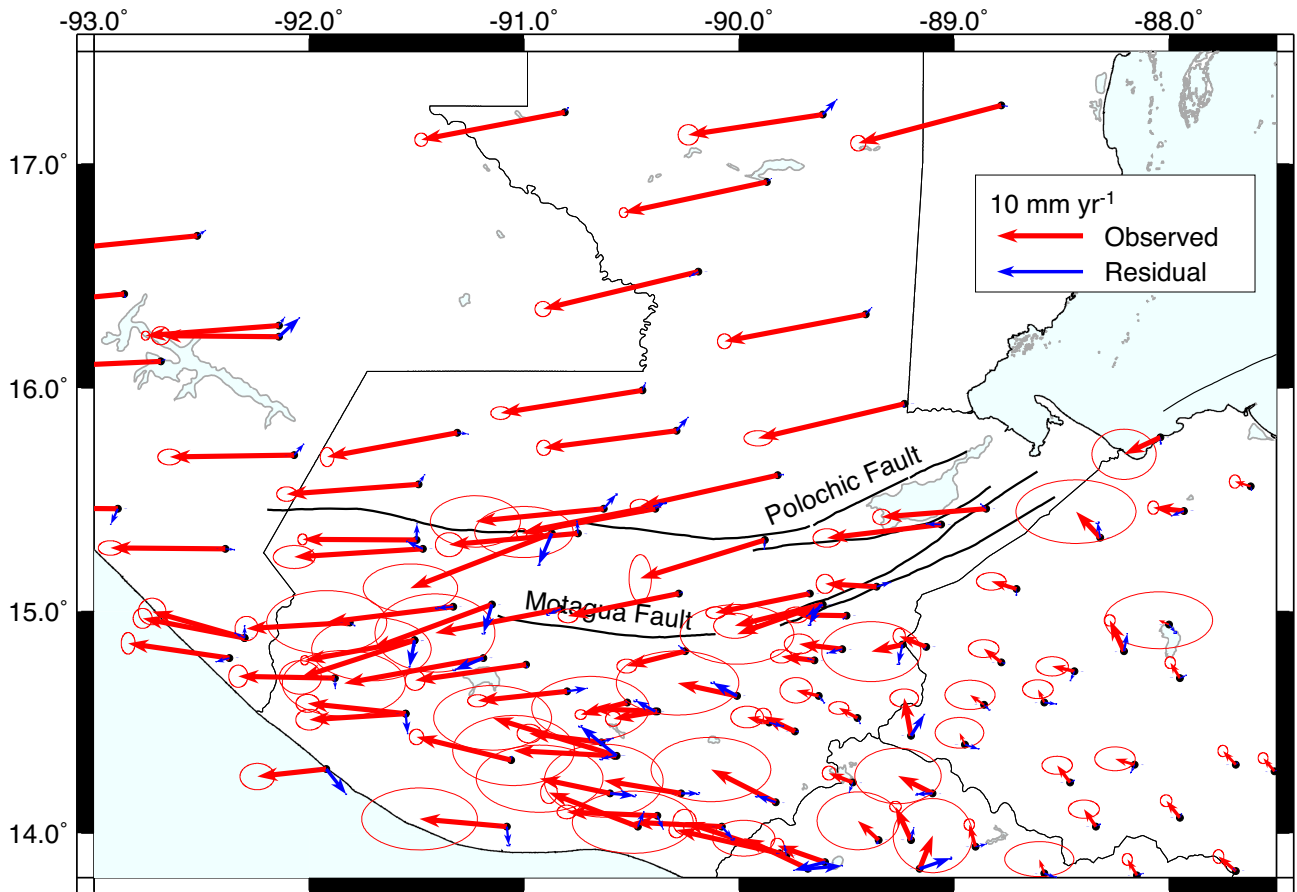 -93.0˚ -92.0˚ -91.0˚ -90.0˚ -89.0˚ -88.0˚
17.0˚
10 mm yr-1
Observed
Residual
16.0˚
Polochic Fault
15.0˚
Motagua Fault
14.0˚